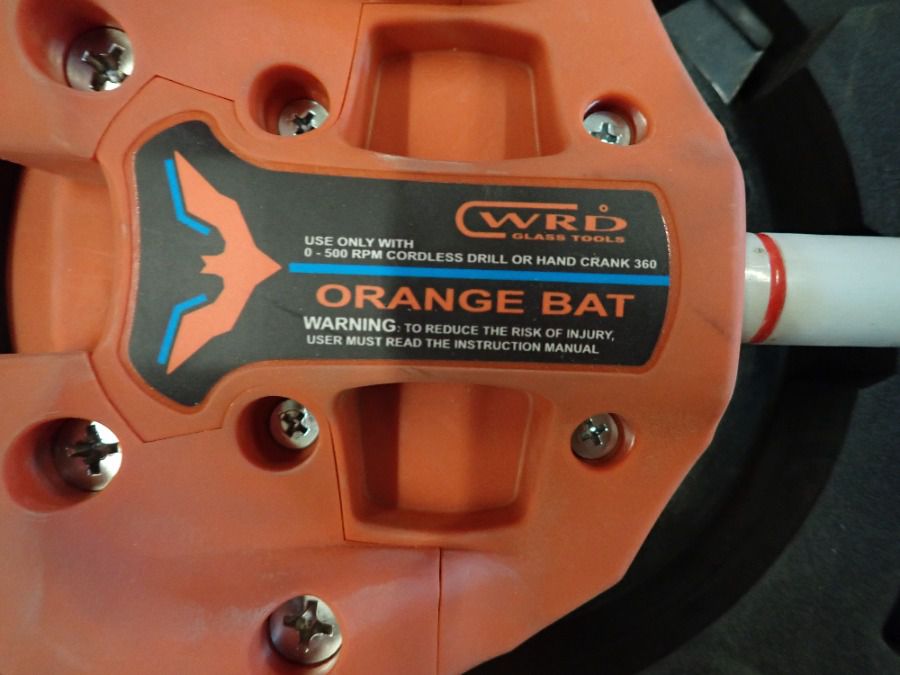 WRD
GLASS TOOLS
USE ONLY WITH
0 - 500 RPM CORDLESS DRILL OR HAND CRANK 360
ORANGE BAT
WARNING: TO REDUCE THE RISK OF INJURY,
USER MUST READ THE INSTRUCTION MANUAL